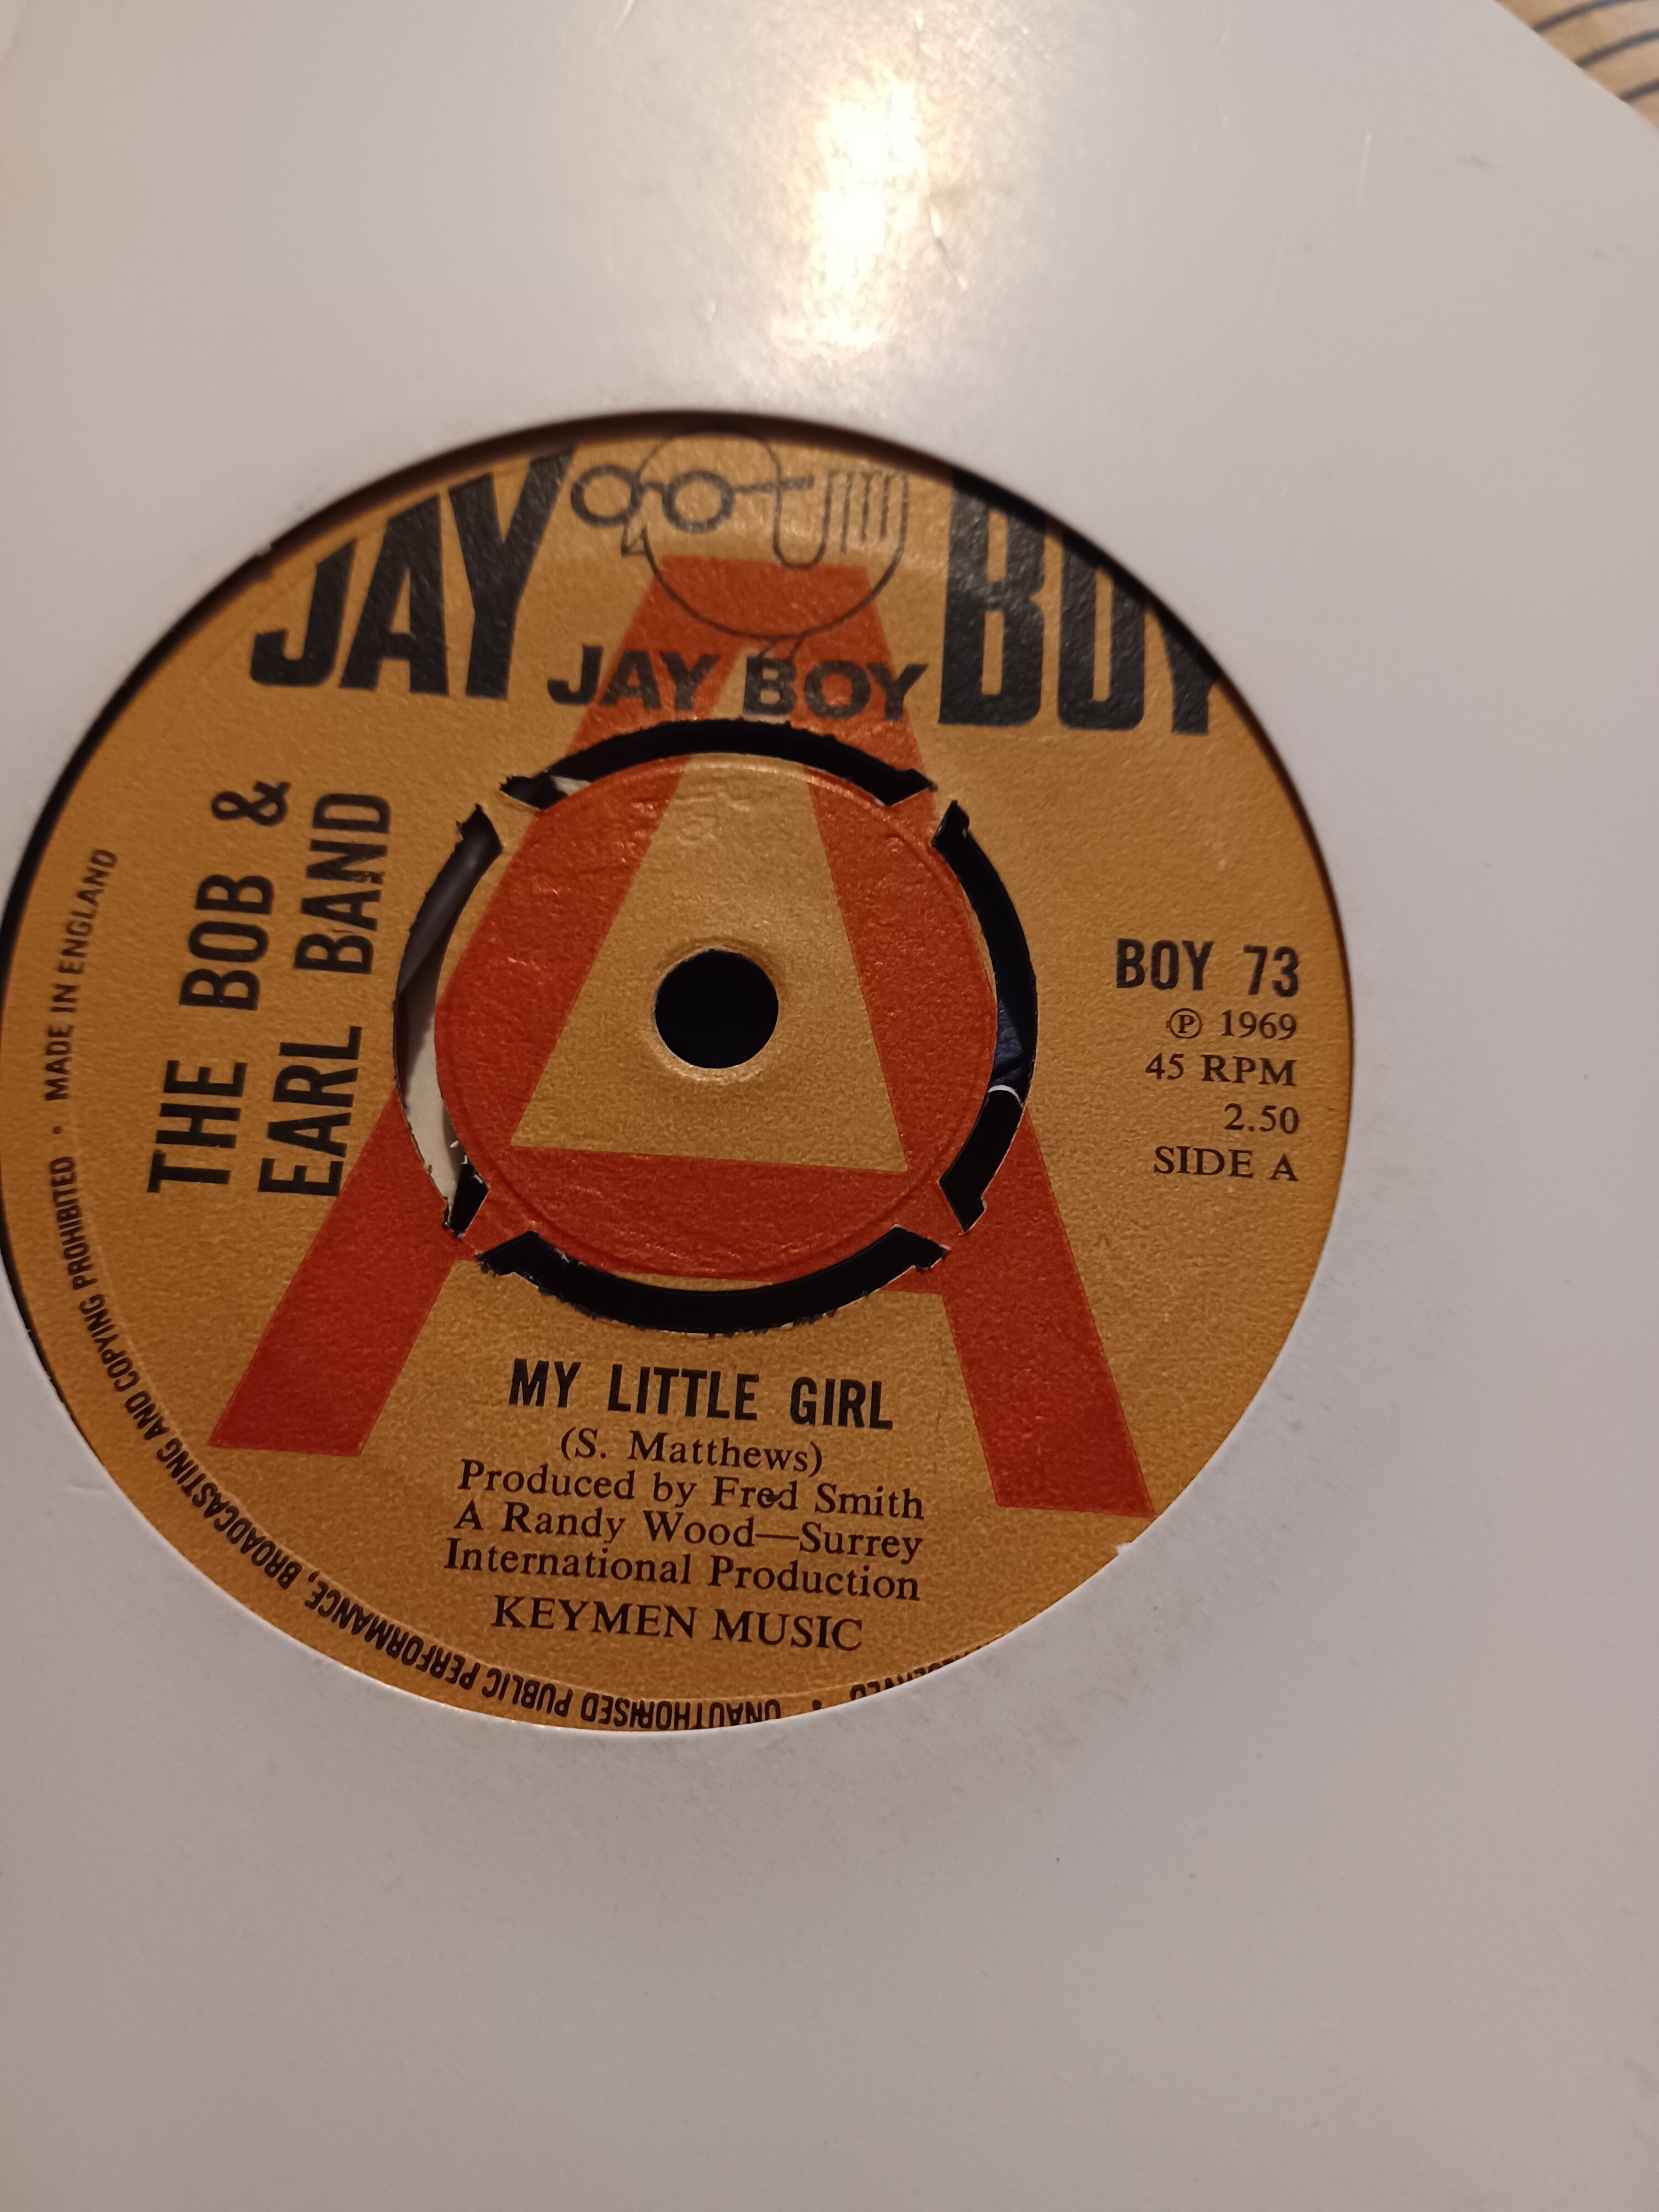 JAY BOY
JAY BOY
THE BOB &
EARL BAND
BOY 73
℗ 1969
45 RPM
2.50
SIDE A
A
MY LITTLE GIRL
(S. Matthews)
Produced by Fred Smith
A Randy Wood—Surrey
International Production
KEYMEN MUSIC
UNAUTHORISED PUBLIC PERFORMANCE, BROADCASTING AND COPYING PROHIBITED • MADE IN ENGLAND